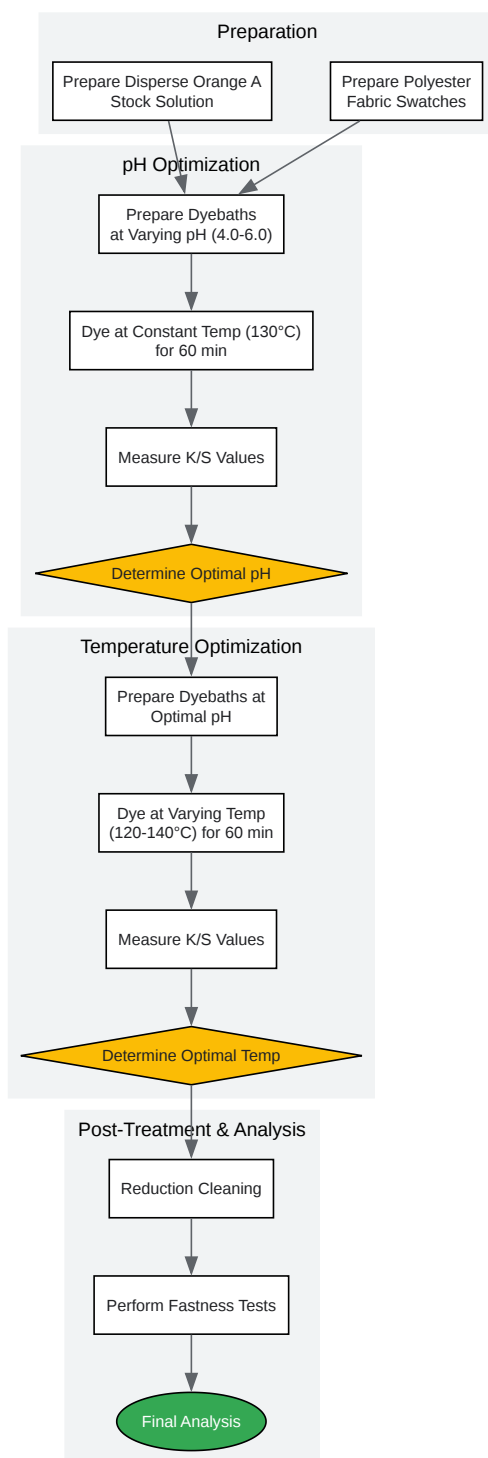 Preparation
Prepare Disperse Orange A
Stock Solution
Prepare Polyester
Fabric Swatches
pH Optimization
Prepare Dyebaths
at Varying pH (4.0-6.0)
Dye at Constant Temp (130°C)
for 60 min
Measure K/S Values
Determine Optimal pH
Temperature Optimization
Prepare Dyebaths at
Optimal pH
Dye at Varying Temp
(120-140°C) for 60 min
Measure K/S Values
Determine Optimal Temp
Post-Treatment & Analysis
Reduction Cleaning
Perform Fastness Tests
Final Analysis